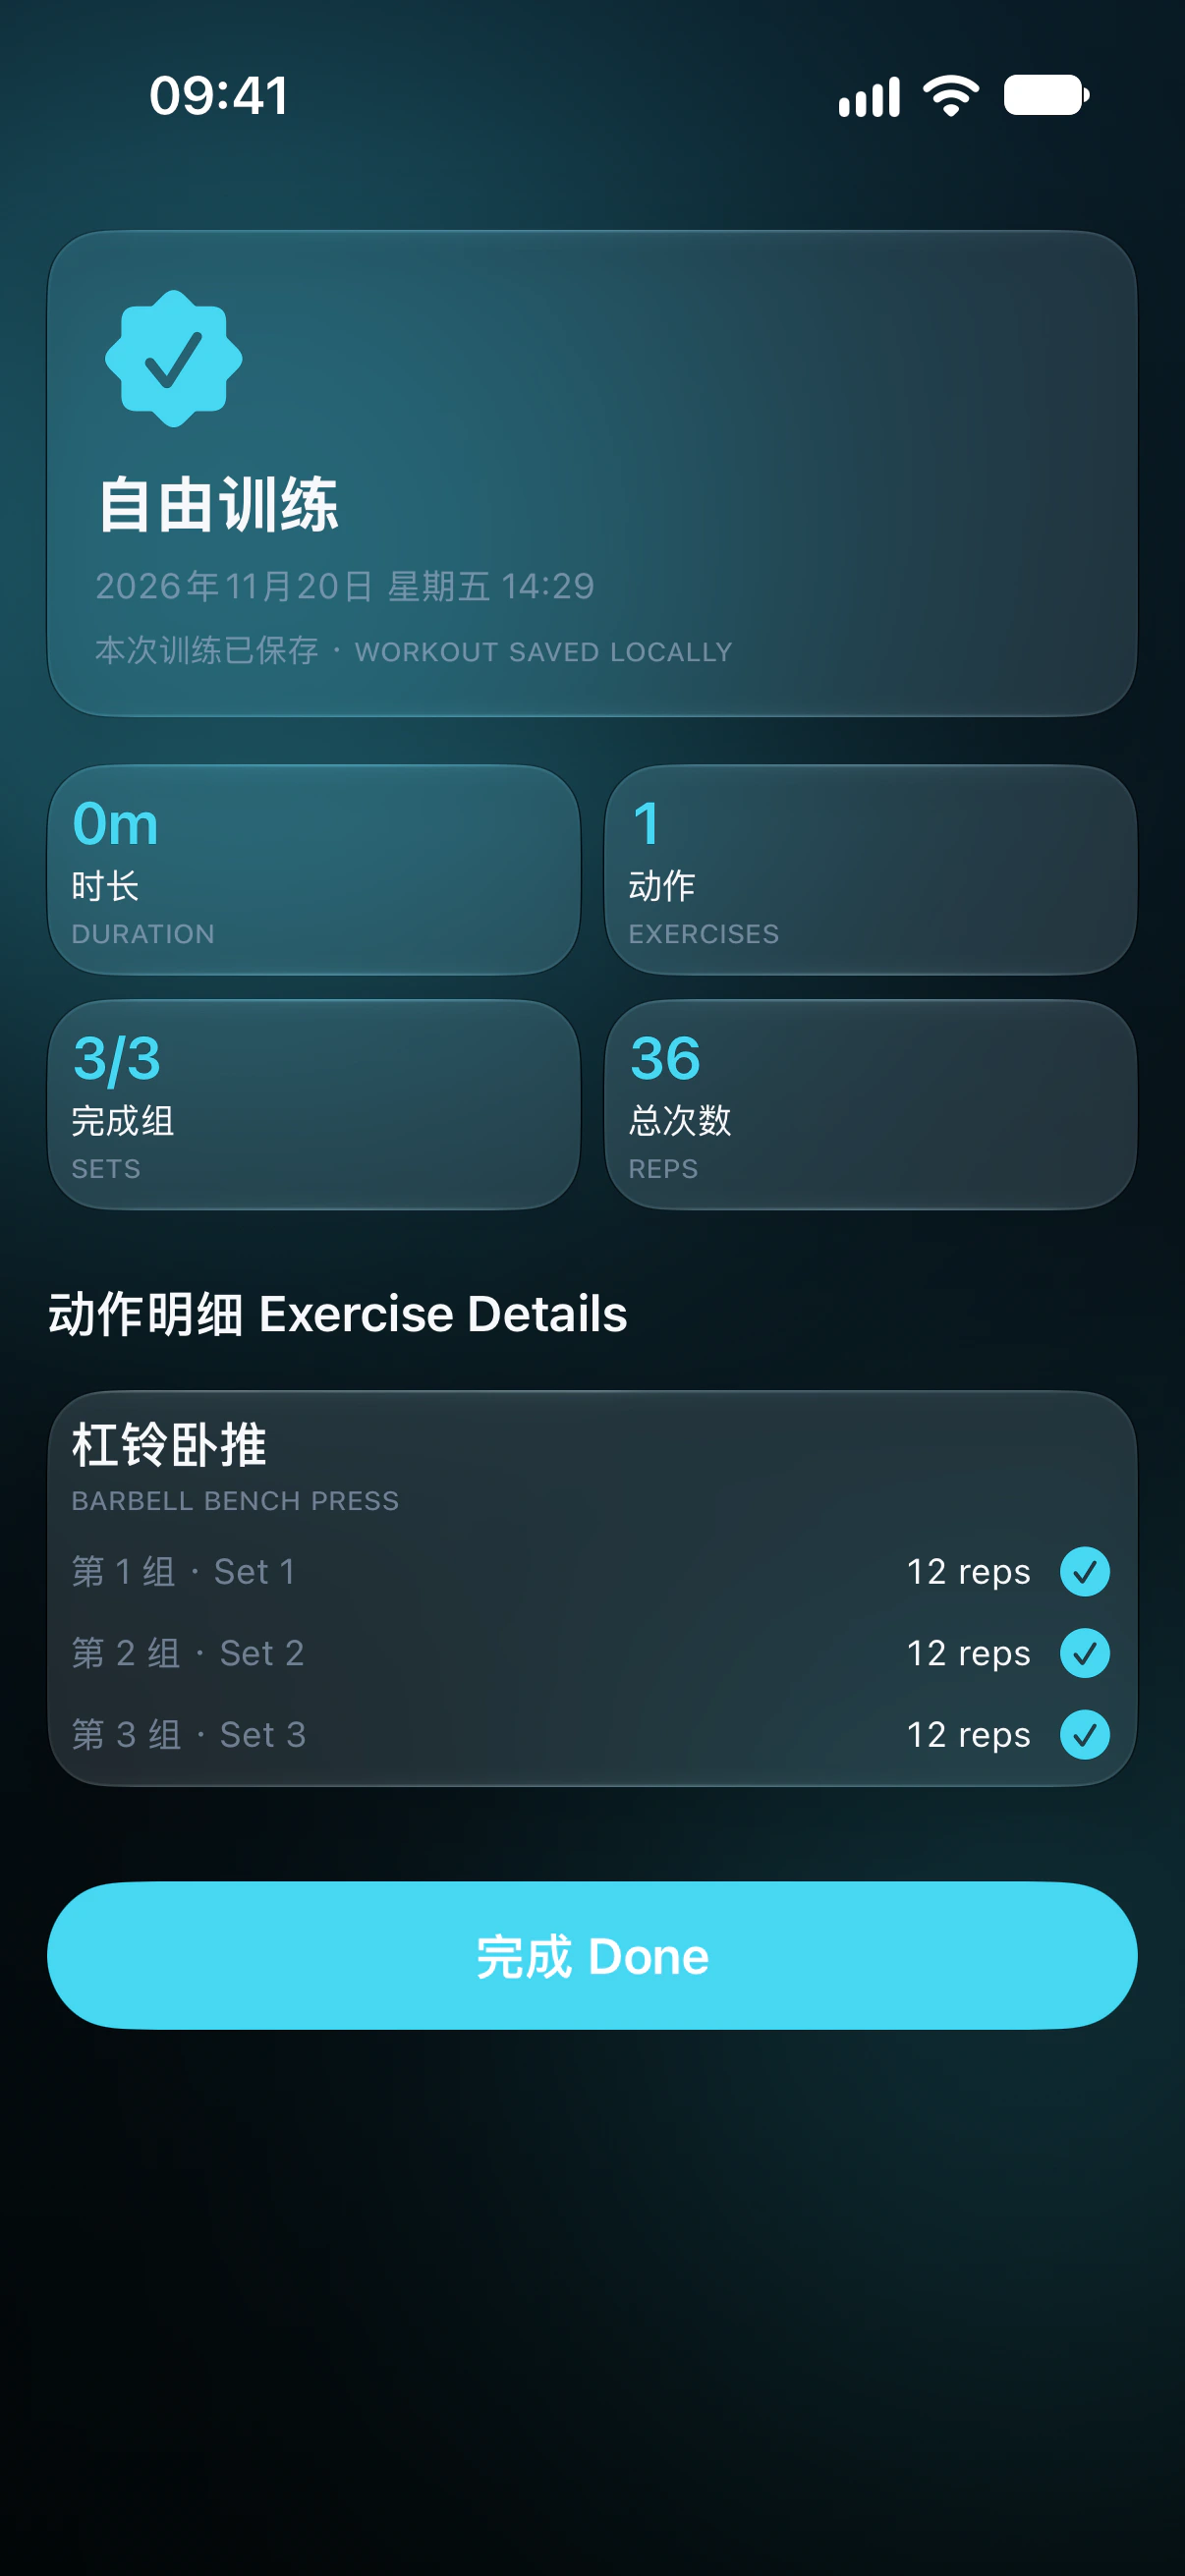 09:41
自由训练
2026年11月20日 星期五 14:29
本次训练已保存 · WORKOUT SAVED LOCALLY
0m
时长
DURATION
1
动作
EXERCISES
3/3
完成组
SETS
36
总次数
REPS
动作明细 Exercise Details
杠铃卧推
BARBELL BENCH PRESS
第 1 组 · Set 1 12 reps
第 2 组 · Set 2 12 reps
第 3 组 · Set 3 12 reps
完成 Done